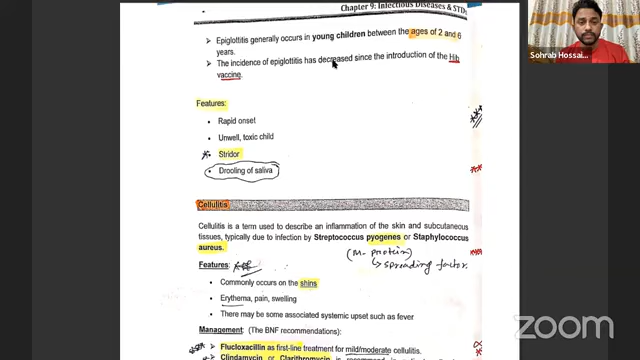 Chapter 9: Infectious Diseases & STDs
➢ Epiglottitis generally occurs in young children between the ages of 2 and 6
years.
➢ The incidence of epiglottitis has decreased since the introduction of the Hib
vaccine.
Features:
• Rapid onset
• Unwell, toxic child
• Stridor
• Drooling of saliva
Cellulitis
Cellulitis is a term used to describe an inflammation of the skin and subcutaneous
tissues, typically due to infection by Streptococcus pyogenes or Staphylococcus
aureus.
(M-protein)
↳ spreading factor.
Features:
• Commonly occurs on the shins
• Erythema, pain, swelling
• There may be some associated systemic upset such as fever
Management: (The BNF recommendations):
➢ Flucloxacillin as first-line treatment for mild/moderate cellulitis.
➢ Clindamycin or Clarithromycin is recommended in
Sohrab Hossai...
zoom